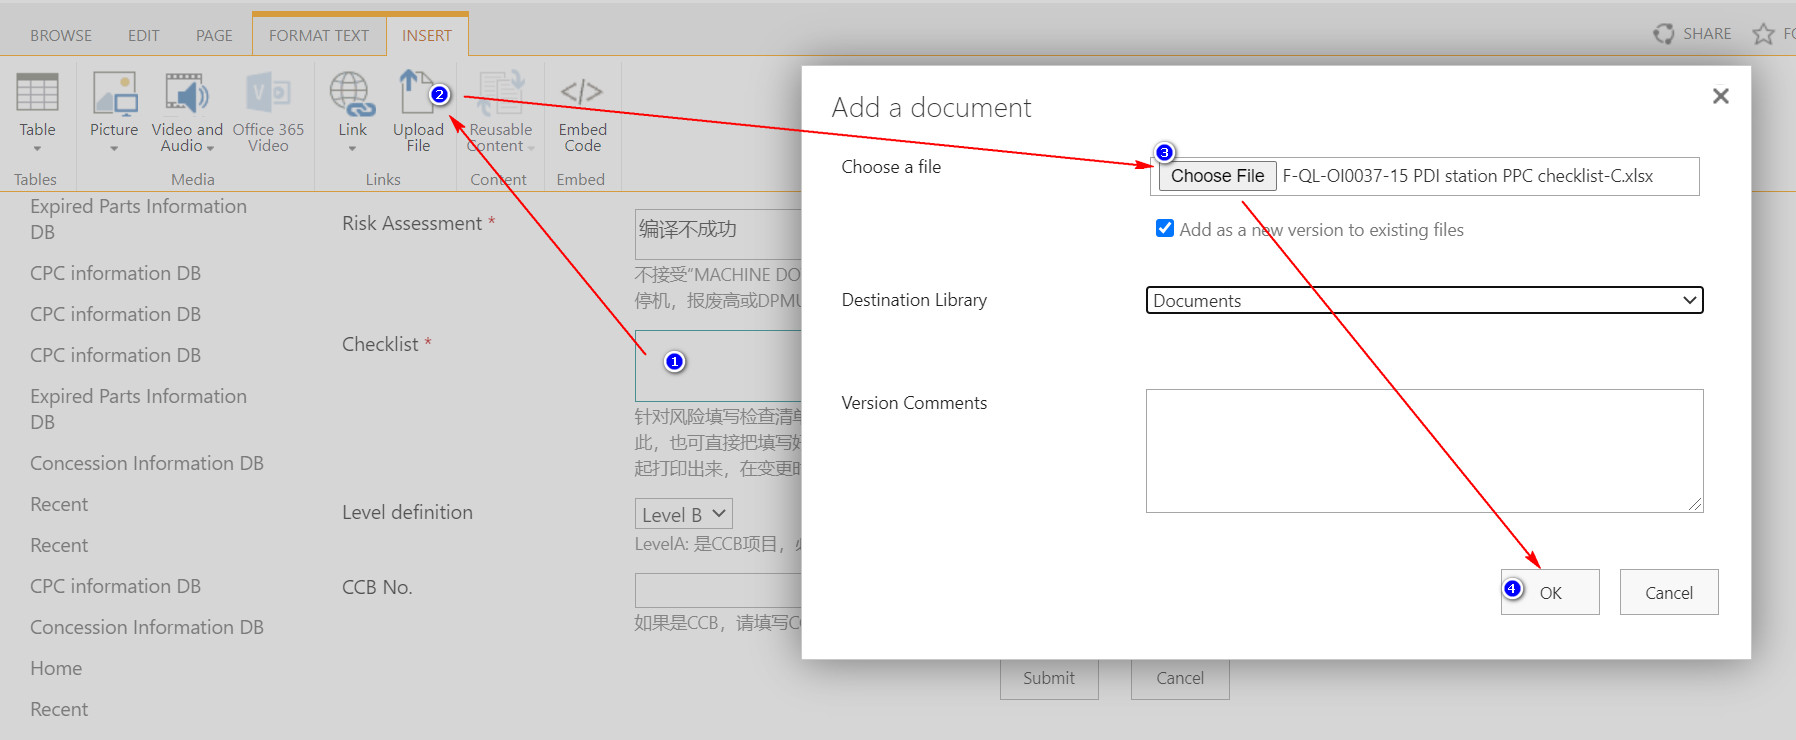 BROWSE EDIT PAGE FORMAT TEXT INSERT SHARE
Table
Picture
Video and
Audio
Office 365
Video
Link
Upload
File
Reusable
Content
Embed
Code
Tables Media Links Content Embed
2
Expired Parts Information
DB
CPC information DB
CPC information DB
CPC information DB
Expired Parts Information
DB
Concession Information DB
Recent
Recent
CPC information DB
Concession Information DB
Home
Recent
Risk Assessment *
编译不成功
不接受“MACHINE DO
停机，报废高或DPMU
Checklist *
1
针对风险填写检查清单
此，也可直接把填写好
起打印出来，在变更时
Level definition
Level B
LevelA: 是CCB项目，
CCB No.
如果是CCB，请填写CC
Submit Cancel
Add a document
Choose a file
3
Choose File F-QL-OI0037-15 PDI station PPC checklist-C.xlsx
Add as a new version to existing files
Destination Library
Documents
Version Comments
4
OK Cancel